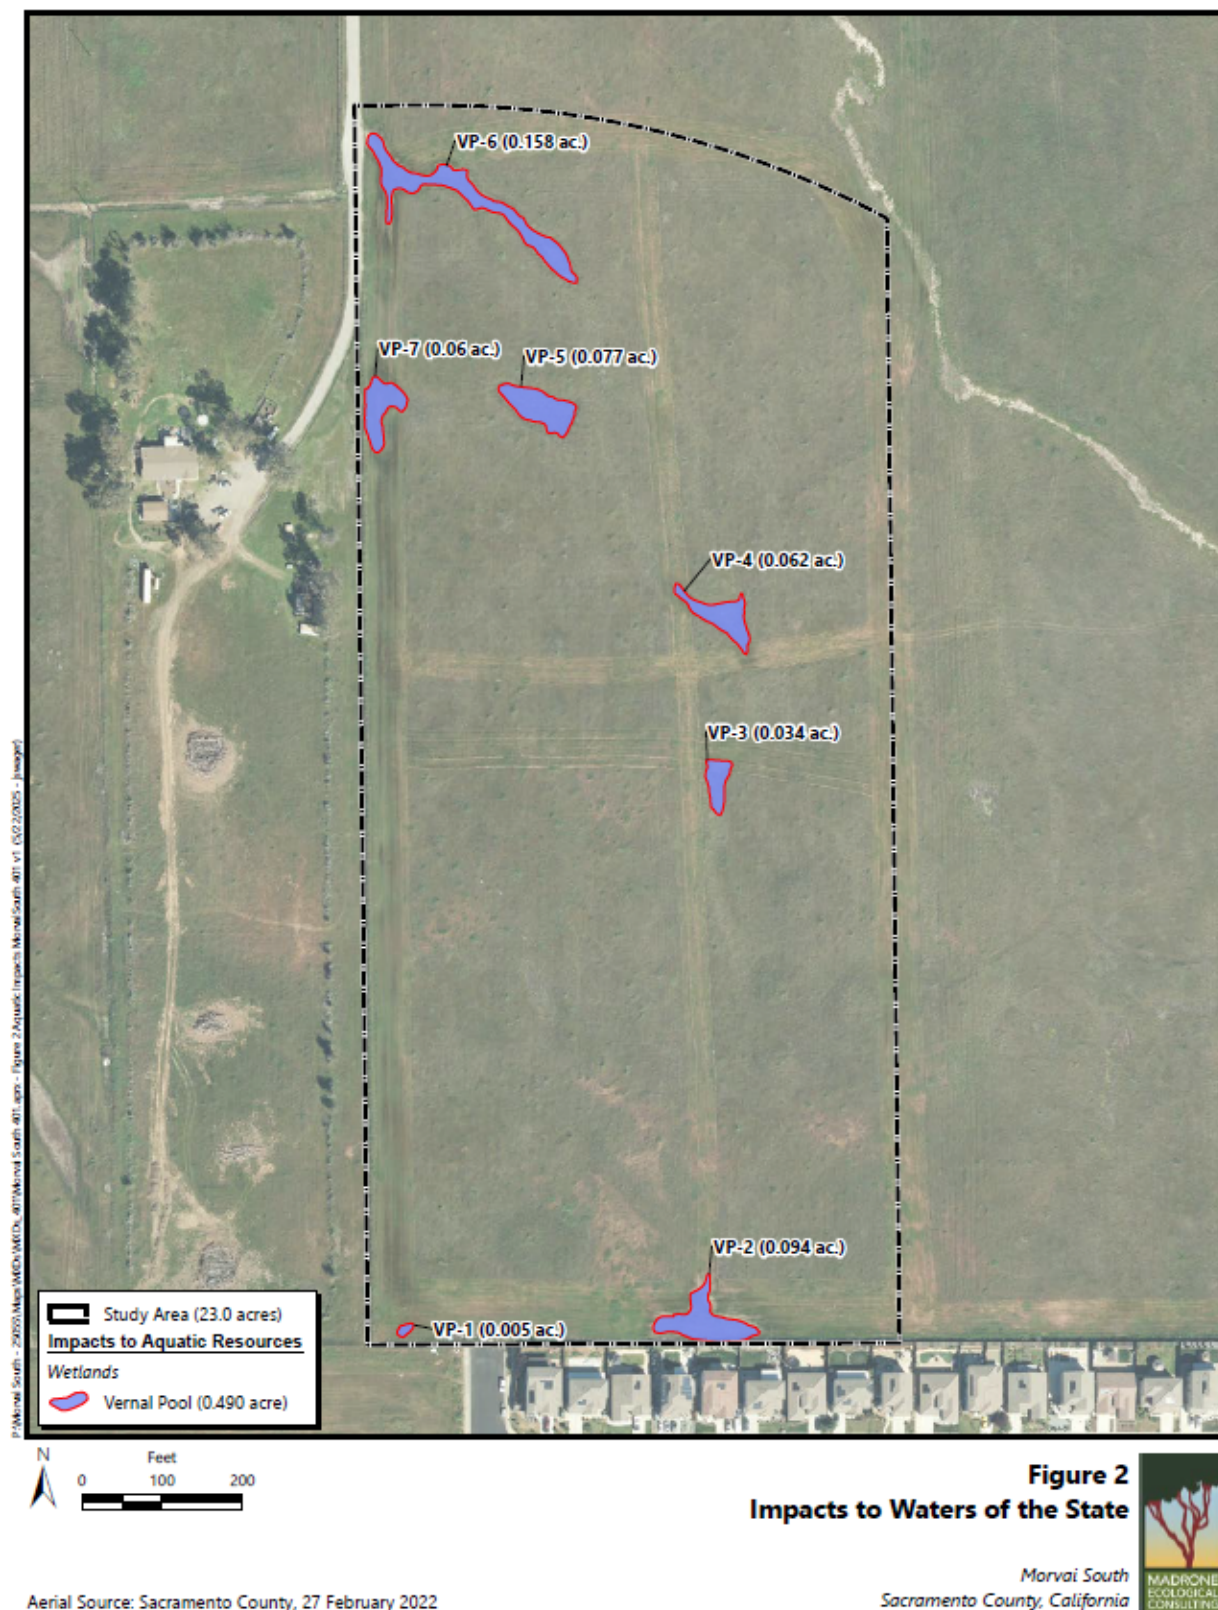 VP-6 (0.158 ac.)
VP-7 (0.06 ac.)
VP-5 (0.077 ac.)
VP-4 (0.062 ac.)
VP-3 (0.034 ac.)
VP-2 (0.094 ac.)
VP-1 (0.005 ac.)
Study Area (23.0 acres)
Impacts to Aquatic Resources
Wetlands
Vernal Pool (0.490 acre)
N
Feet
0 100 200
Figure 2
Impacts to Waters of the State
Morvai South
Sacramento County, California
Aerial Source: Sacramento County, 27 February 2022
MADRONE
ECOLOGICAL
CONSULTING